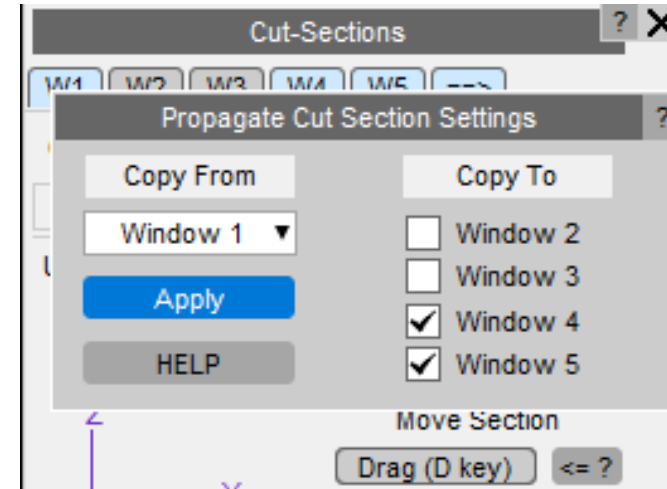 Cut-Sections ? X
W1 W2 W3 W4 W5 ==>
Propagate Cut Section Settings ?
Copy From Copy To
Window 1 Window 2
Window 3
Apply Window 4
HELP Window 5
Z Move Section
Y Drag (D key) <= ?